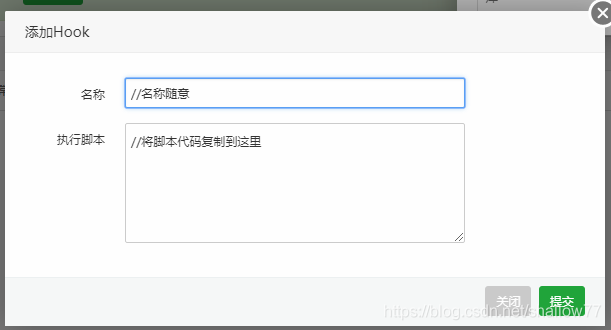 添加Hook
名称
//名称随意
执行脚本
//将脚本代码复制到这里
关闭
提交
https://blog.csdn.net/shallow77